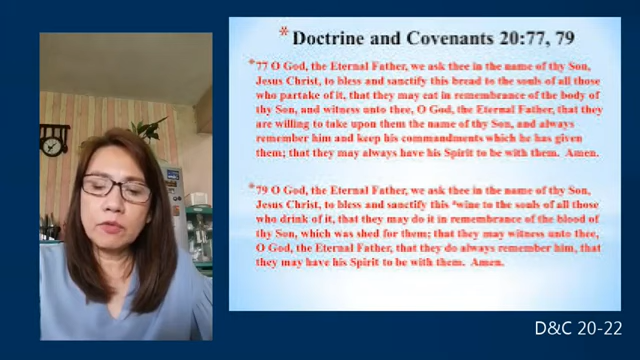 * Doctrine and Covenants 20:77, 79
* 77 O God, the Eternal Father, we ask thee in the name of thy Son,
Jesus Christ, to bless and sanctify this bread to the souls of all those
who partake of it, that they may eat in remembrance of the body of
thy Son, and witness unto thee, O God, the Eternal Father, that they
are willing to take upon them the name of thy Son, and always
remember him and keep his commandments which he has given
them; that they may always have his Spirit to be with them. Amen.
* 79 O God, the Eternal Father, we ask thee in the name of thy Son,
Jesus Christ, to bless and sanctify this *wine to the souls of all those
who drink of it, that they may do it in remembrance of the blood of
thy Son, which was shed for them; that they may witness unto thee,
O God, the Eternal Father, that they do always remember him, that
they may have his Spirit to be with them. Amen.
D&C 20-22